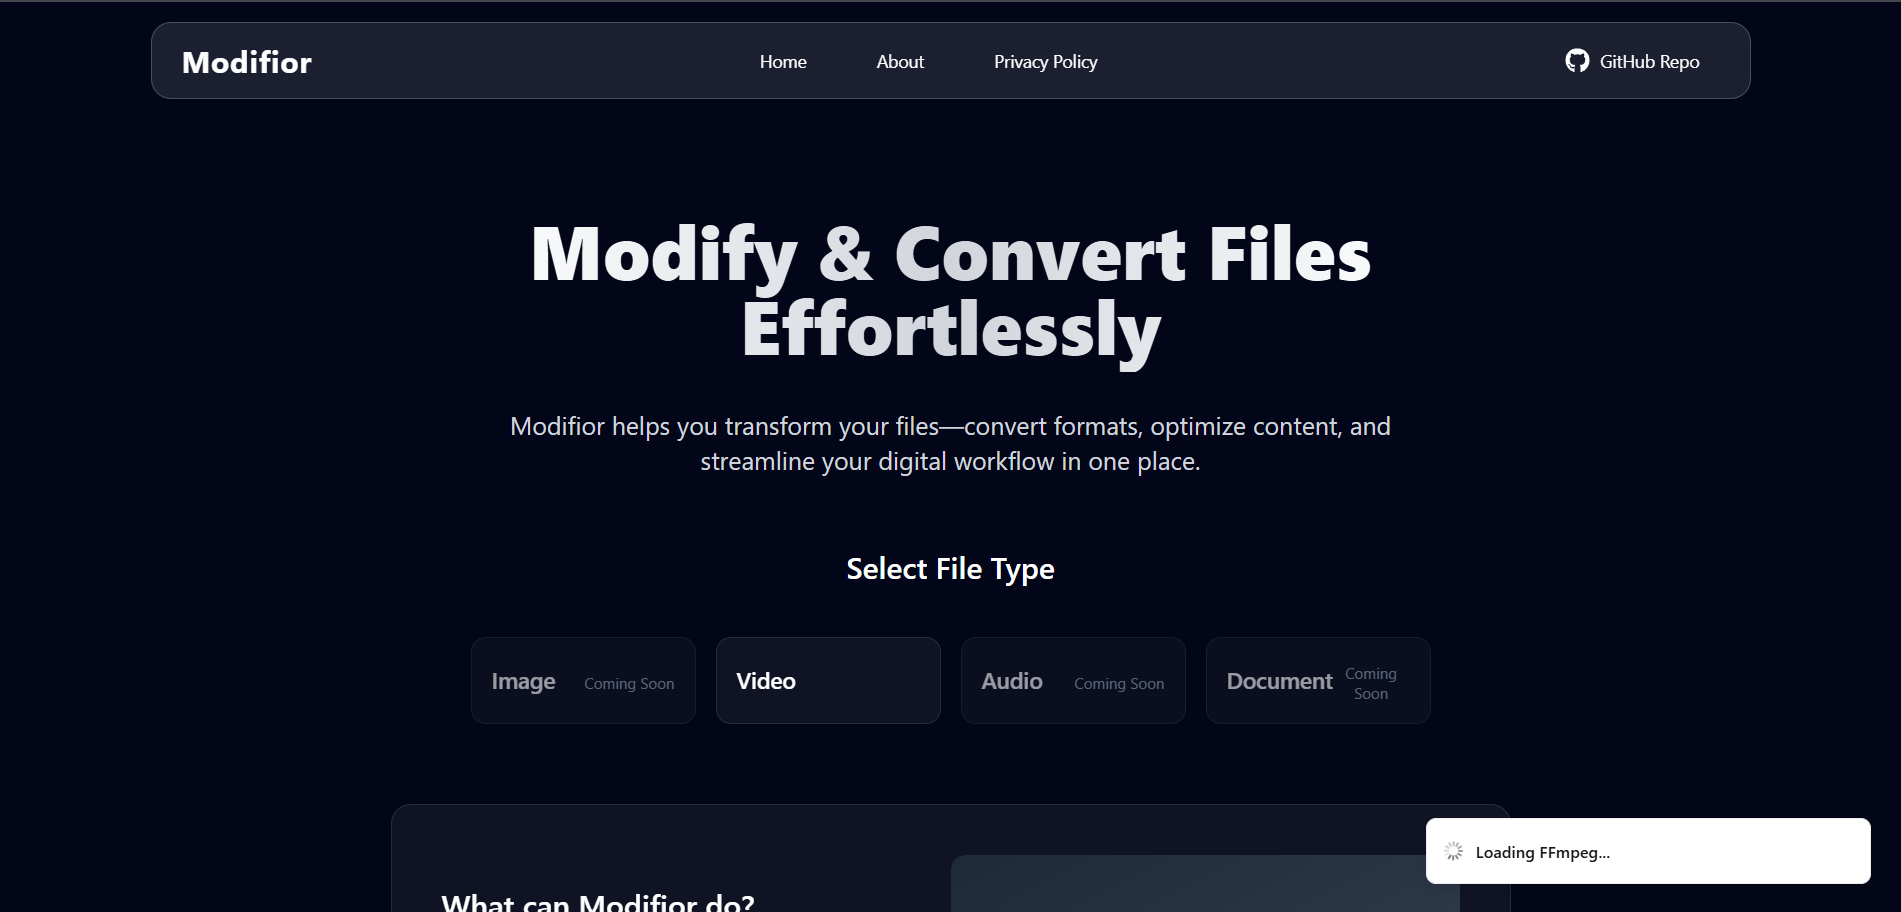 Modifior
Home
About
Privacy Policy
GitHub Repo
Modify & Convert Files
Effortlessly
Modifior helps you transform your files—convert formats, optimize content, and
streamline your digital workflow in one place.
Select File Type
Image
Coming Soon
Video
Audio
Coming Soon
Document
Coming
Soon
What can Modifior do?
Loading FFmpeg...